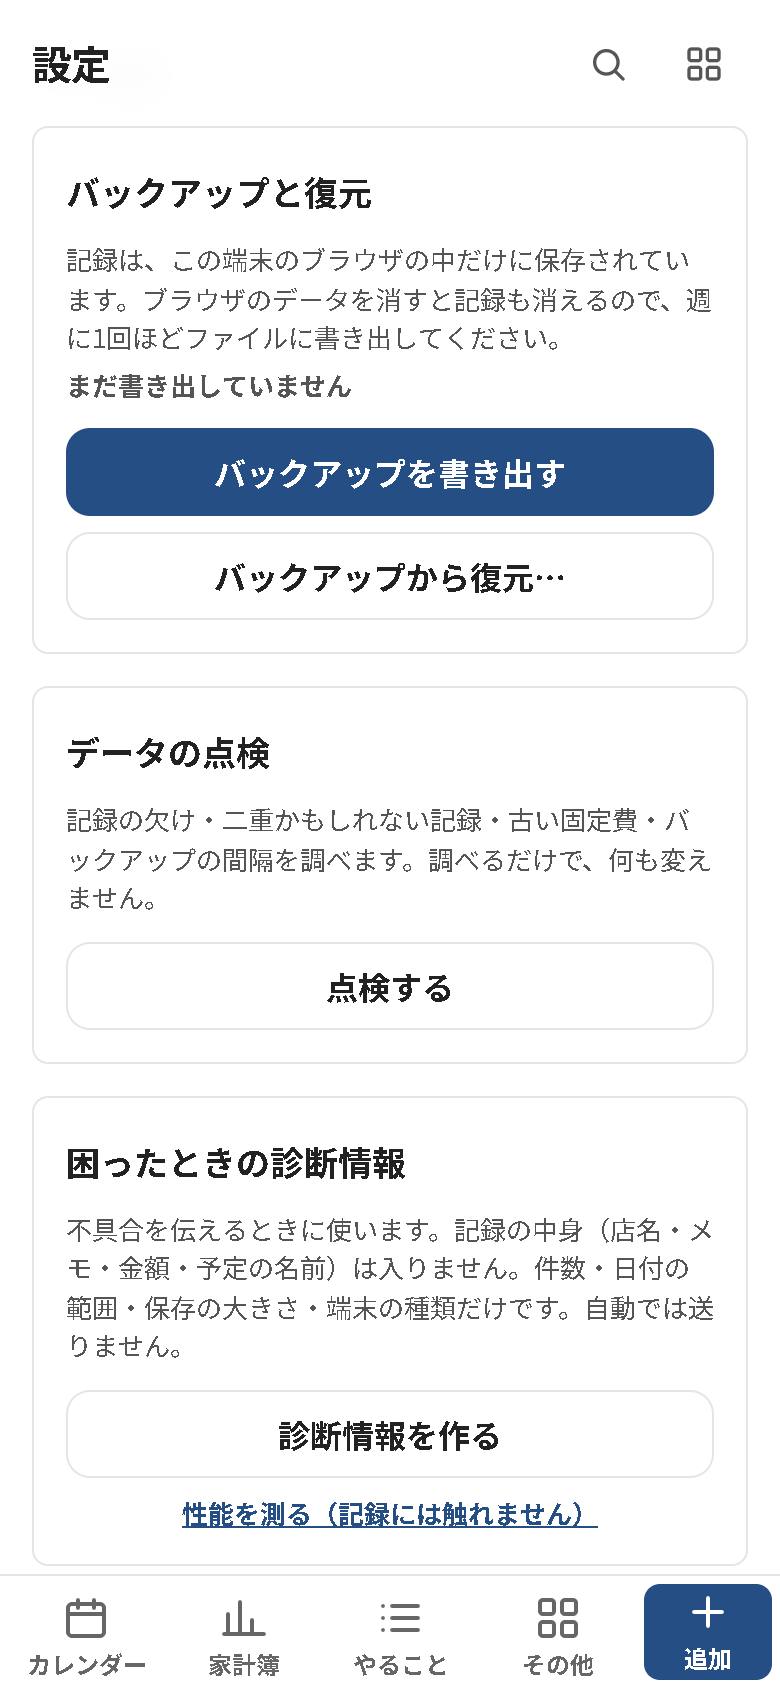 設定
バックアップと復元
記録は、この端末のブラウザの中だけに保存されてい
ます。ブラウザのデータを消すと記録も消えるので、週
に1回ほどファイルに書き出してください。
まだ書き出していません
バックアップを書き出す
バックアップから復元…
データの点検
記録の欠け・二重かもしれない記録・古い固定費・バ
ックアップの間隔を調べます。調べるだけで、何も変え
ません。
点検する
困ったときの診断情報
不具合を伝えるときに使います。記録の中身（店名・メ
モ・金額・予定の名前）は入りません。件数・日付の
範囲・保存の大きさ・端末の種類だけです。自動では送
りません。
診断情報を作る
性能を測る（記録には触れません）
カレンダー
家計簿
やること
その他
追加